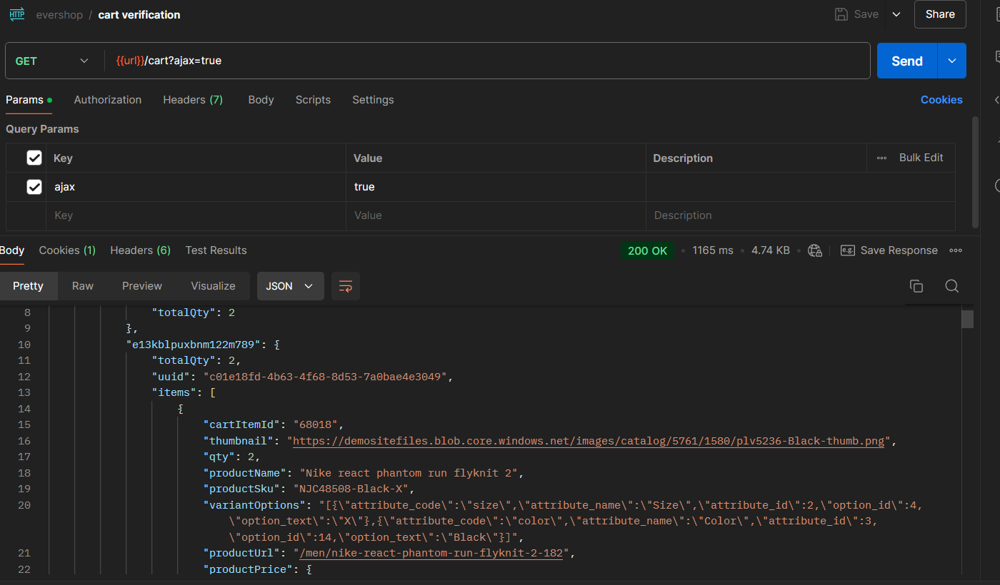 HTTP evershop / cart verification Save Share
GET {{url}}/cart?ajax=true Send
Params Authorization Headers (7) Body Scripts Settings Cookies
Query Params
Key Value Description Bulk Edit
ajax true
Key Value Description
Body Cookies (1) Headers (6) Test Results 200 OK 1165 ms 4.74 KB e.g. Save Response
Pretty Raw Preview Visualize JSON
8 "totalQty": 2
9 },
10 "e13kblpuxbnm122m789": {
11 "totalQty": 2,
12 "uuid": "c01e18fd-4b63-4f68-8d53-7a0bae4e3049",
13 "items": [
14 {
15 "cartItemId": "68018",
16 "thumbnail": "https://demositefiles.blob.core.windows.net/images/catalog/5761/1580/plv5236-Black-thumb.png",
17 "qty": 2,
18 "productName": "Nike react phantom run flyknit 2",
19 "productSku": "NJC48508-Black-X",
20 "variantOptions": "[{\"attribute_code\":\"size\",\"attribute_name\":\"Size\",\"attribute_id\":2,\"option_id\":4,
\"option_text\":\"X\"},{\"attribute_code\":\"color\",\"attribute_name\":\"Color\",\"attribute_id\":3,
\"option_id\":14,\"option_text\":\"Black\"}]",
21 "productUrl": "/men/nike-react-phantom-run-flyknit-2-182",
22 "productPrice": {